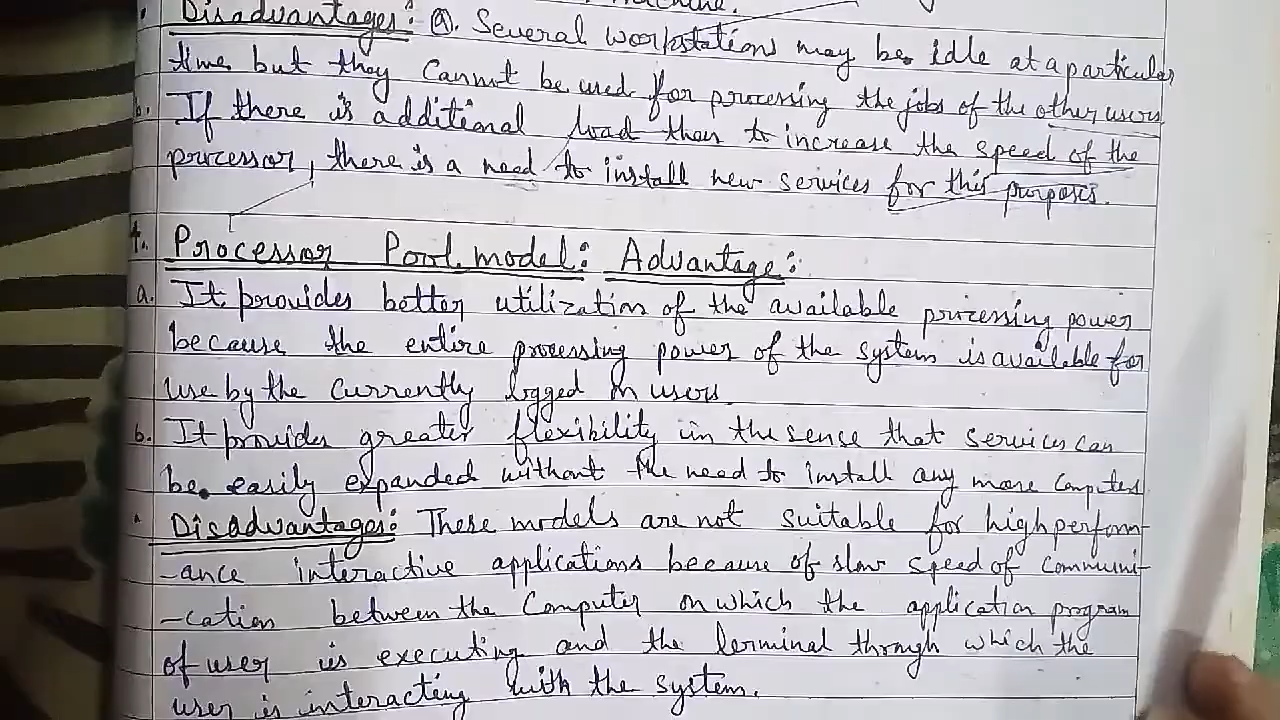 Machine.
• Disadvantages: a. Several workstations may be idle at a particular
time but they cannot be used for processing the jobs of the other users
b. If there is additional load then to increase the speed of the
processor, there is a need to install new services for this purposes.
4. Processor Pool model: Advantage:
a. It provides better utilization of the available processing power
because the entire processing power of the system is available for
use by the currently logged on users
b. It provides greater flexibility in the sense that services can
be easily expanded without the need to install any more computers
• Disadvantages: These models are not suitable for high perform-
-ance interactive applications because of slow speed of communi-
-cation between the computer on which the application program
of user is executing and the terminal through which the
user is interacting with the system.